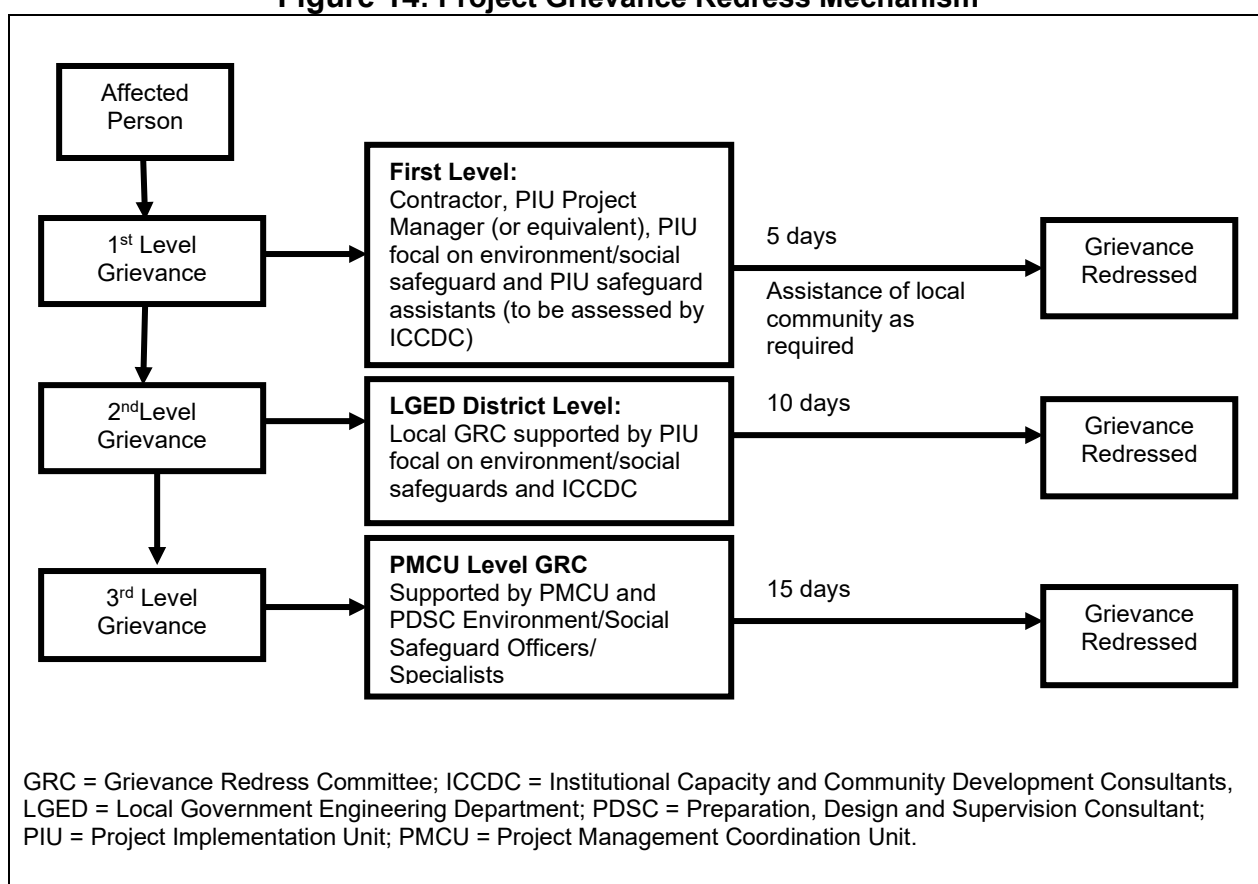 Figure 14: Project Grievance Redress Mechanism
Affected
Person
1st Level
Grievance
First Level:
Contractor, PIU Project
Manager (or equivalent), PIU
focal on environment/social
safeguard and PIU safeguard
assistants (to be assessed by
ICCDC)
5 days
Assistance of local
community as
required
Grievance
Redressed
2ndLevel
Grievance
LGED District Level:
Local GRC supported by PIU
focal on environment/social
safeguards and ICCDC
10 days
Grievance
Redressed
3rd Level
Grievance
PMCU Level GRC
Supported by PMCU and
PDSC Environment/Social
Safeguard Officers/
Specialists
15 days
Grievance
Redressed
GRC = Grievance Redress Committee; ICCDC = Institutional Capacity and Community Development Consultants,
LGED = Local Government Engineering Department; PDSC = Preparation, Design and Supervision Consultant;
PIU = Project Implementation Unit; PMCU = Project Management Coordination Unit.